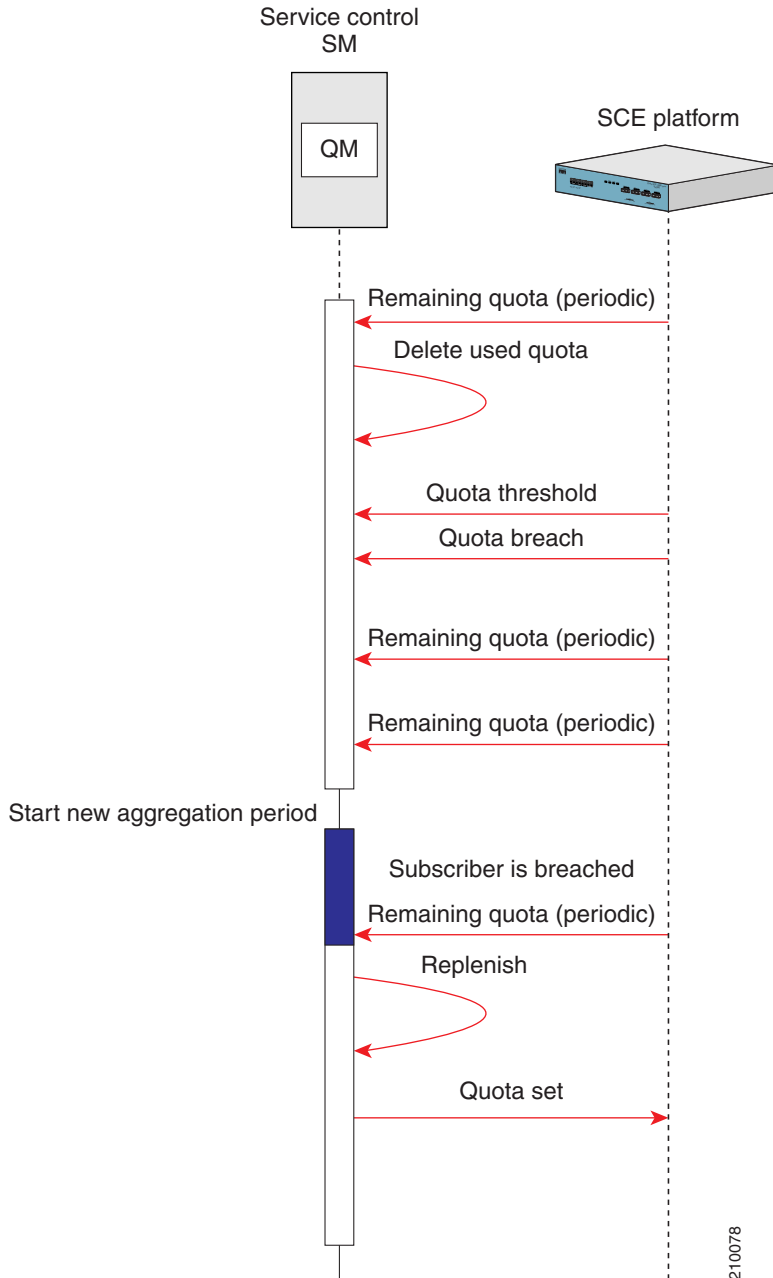 Service control
SM
QM
SCE platform
Remaining quota (periodic)
Delete used quota
Quota threshold
Quota breach
Remaining quota (periodic)
Remaining quota (periodic)
Start new aggregation period
Subscriber is breached
Remaining quota (periodic)
Replenish
Quota set
210078